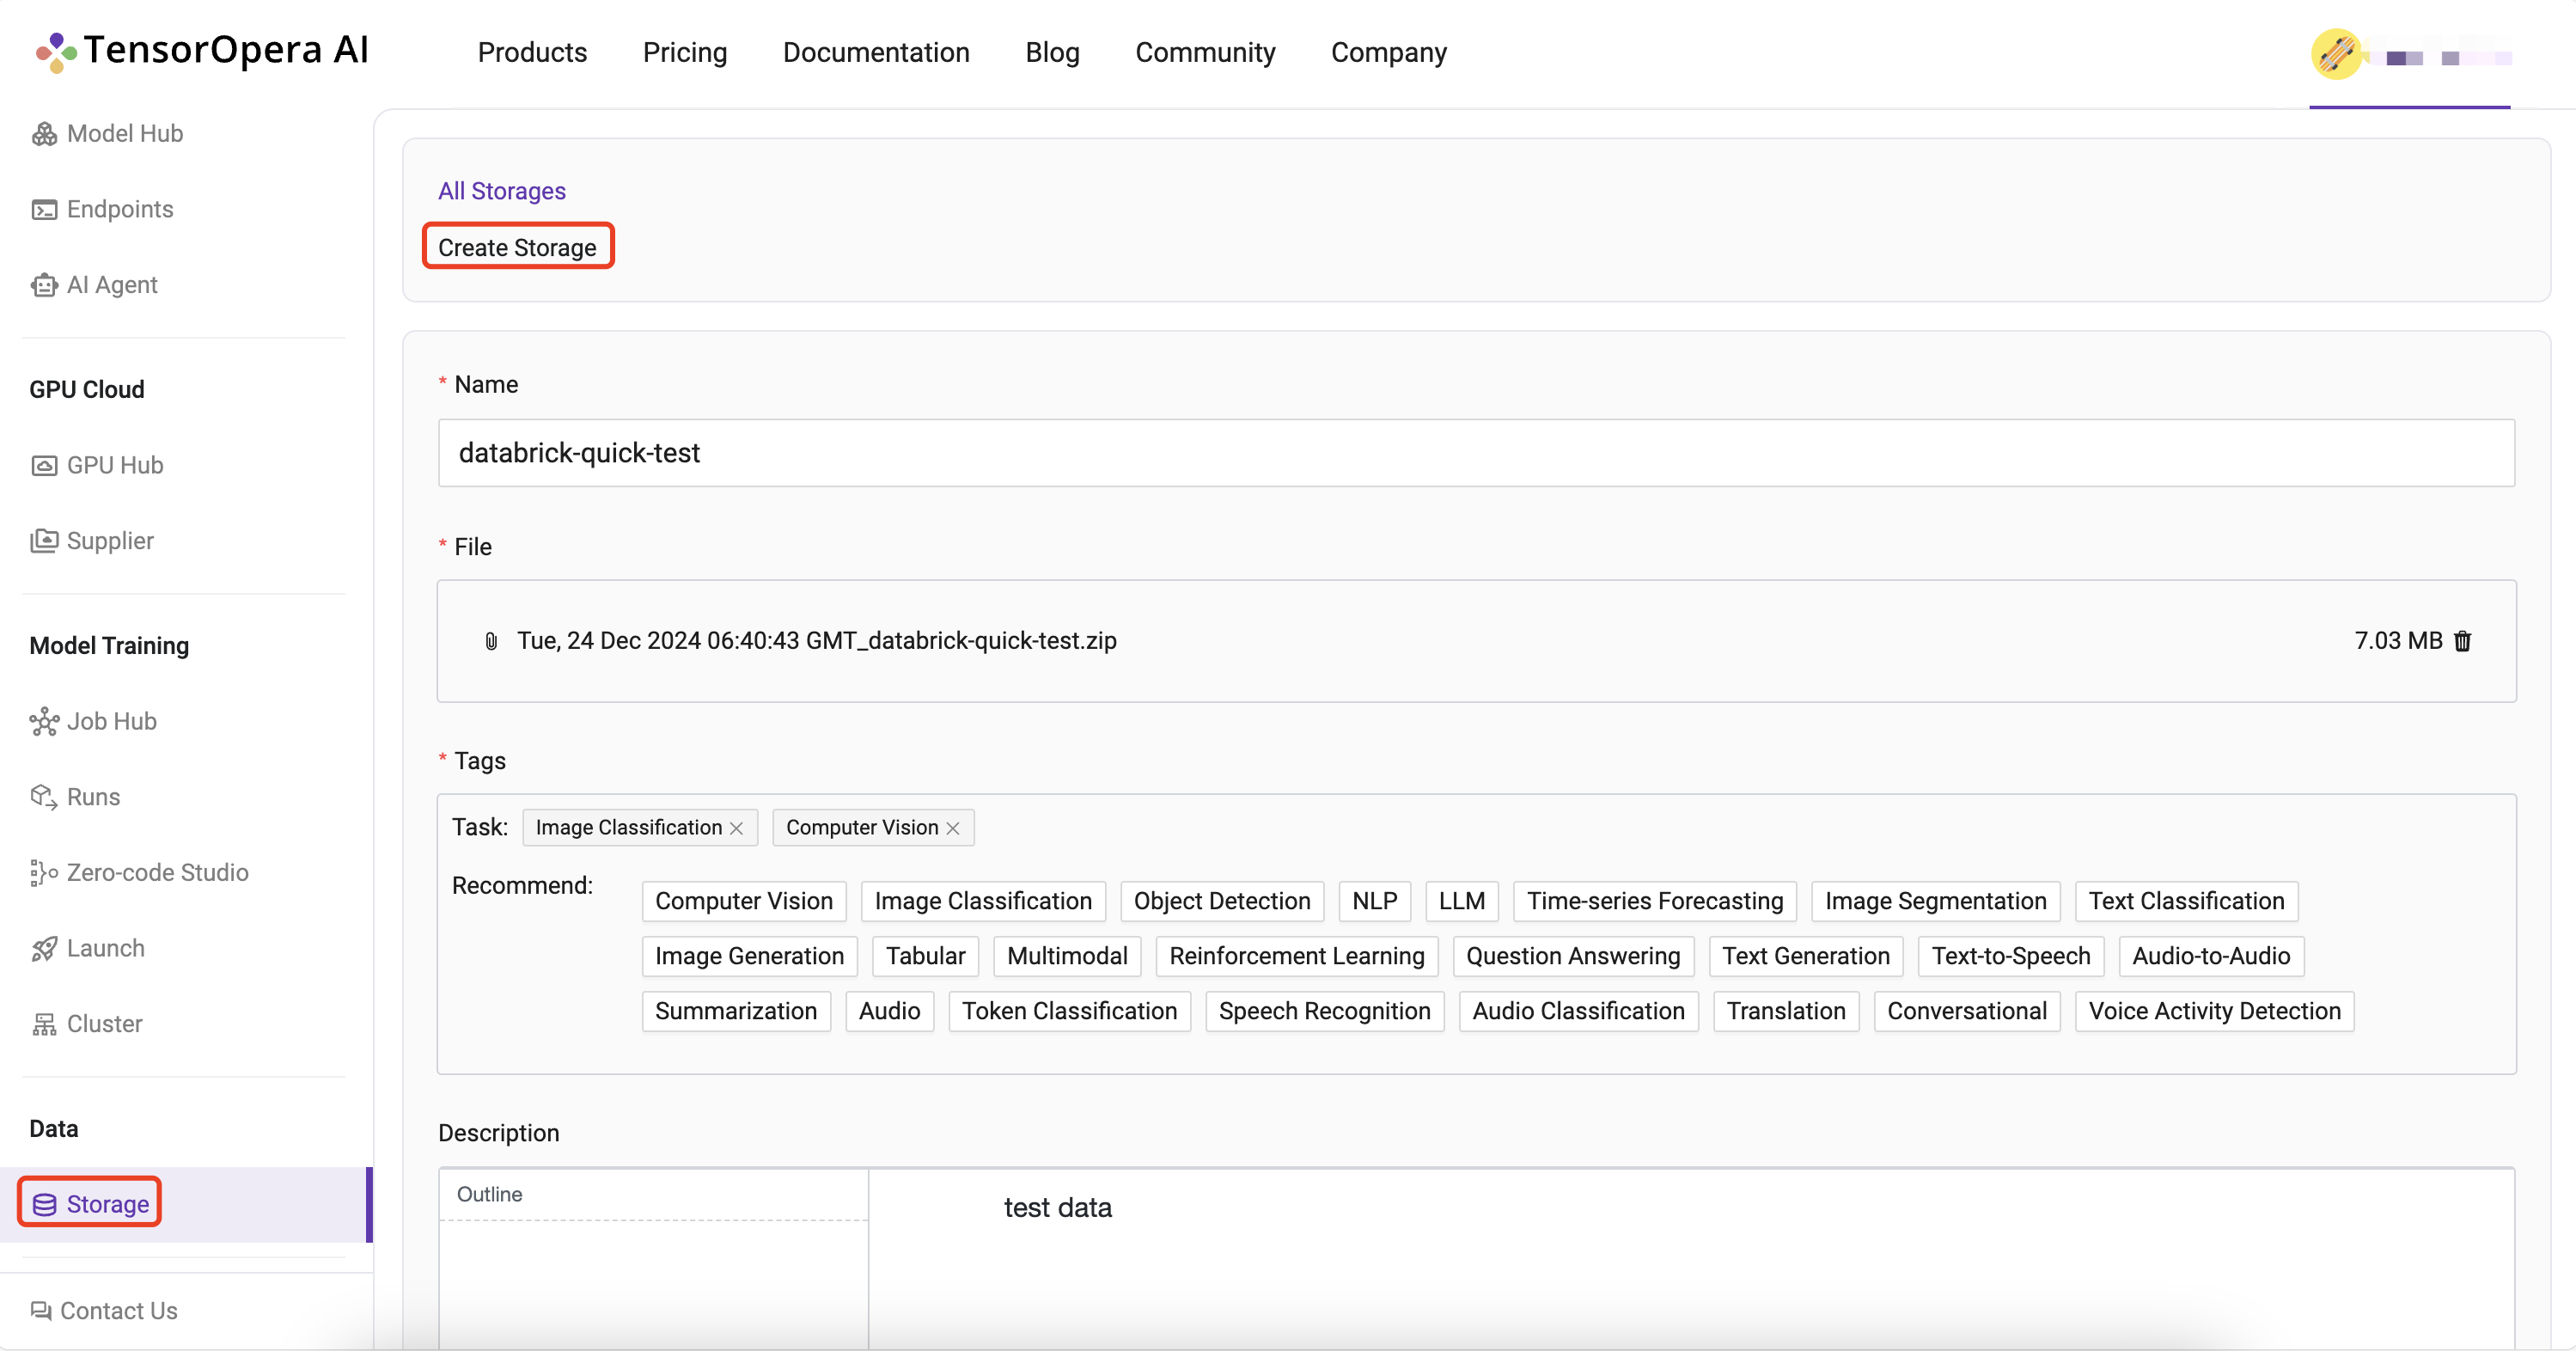 TensorOpera AI
Products Pricing Documentation Blog Community Company
Model Hub
Endpoints
AI Agent
GPU Cloud
GPU Hub
Supplier
Model Training
Job Hub
Runs
Zero-code Studio
Launch
Cluster
Data
Storage
Contact Us
All Storages
Create Storage
* Name
databrick-quick-test
* File
Tue, 24 Dec 2024 06:40:43 GMT_databrick-quick-test.zip 7.03 MB
* Tags
Task: Image Classification Computer Vision
Recommend: Computer Vision Image Classification Object Detection NLP LLM Time-series Forecasting Image Segmentation Text Classification
Image Generation Tabular Multimodal Reinforcement Learning Question Answering Text Generation Text-to-Speech Audio-to-Audio
Summarization Audio Token Classification Speech Recognition Audio Classification Translation Conversational Voice Activity Detection
Description
Outline
test data